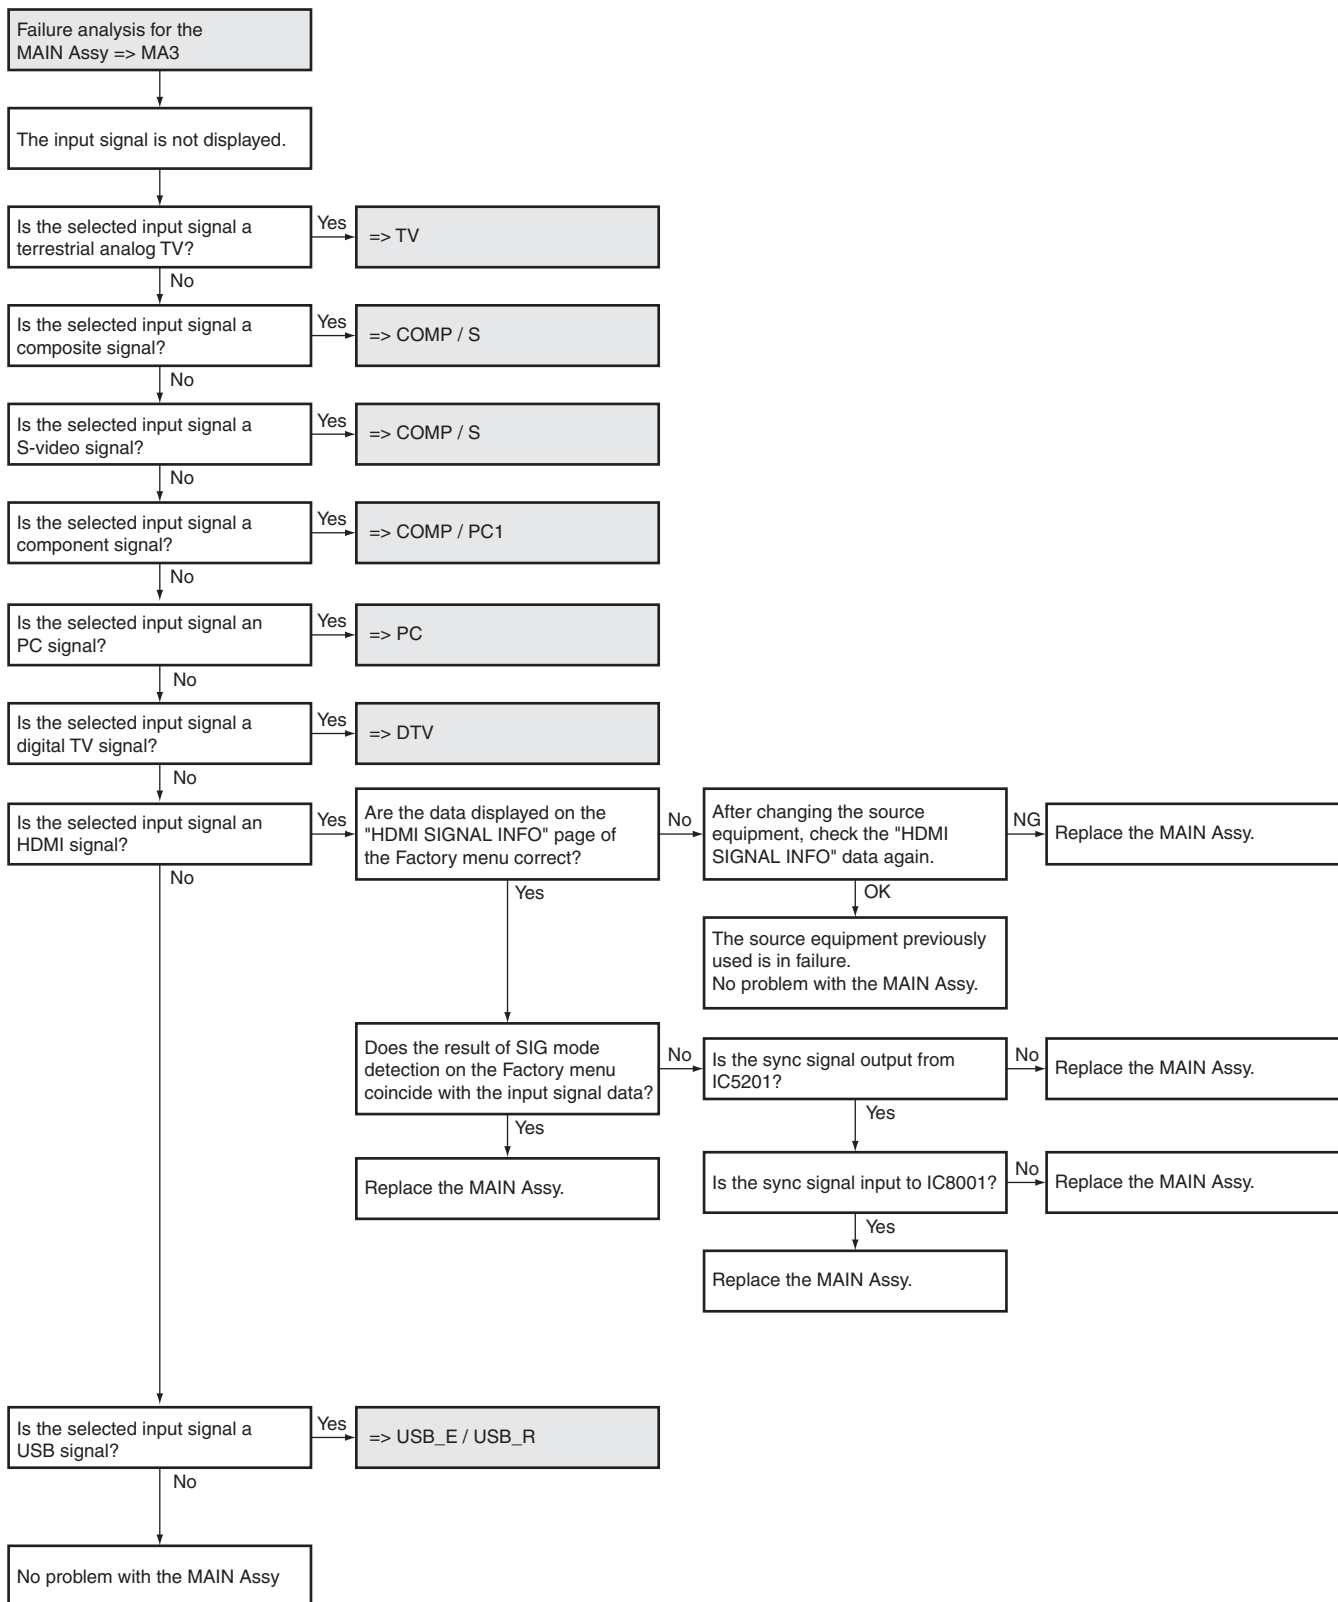 Failure analysis for the
MAIN Assy => MA3
The input signal is not displayed.
Is the selected input signal a
terrestrial analog TV?
Yes
=> TV
No
Is the selected input signal a
composite signal?
Yes
=> COMP / S
No
Is the selected input signal a
S-video signal?
Yes
=> COMP / S
No
Is the selected input signal a
component signal?
Yes
=> COMP / PC1
No
Is the selected input signal an
PC signal?
Yes
=> PC
No
Is the selected input signal a
digital TV signal?
Yes
=> DTV
No
Is the selected input signal an
HDMI signal?
Yes
Are the data displayed on the
"HDMI SIGNAL INFO" page of
the Factory menu correct?
No
After changing the source
equipment, check the "HDMI
SIGNAL INFO" data again.
NG
Replace the MAIN Assy.
No
Yes
OK
The source equipment previously
used is in failure.
No problem with the MAIN Assy.
Does the result of SIG mode
detection on the Factory menu
coincide with the input signal data?
No
Is the sync signal output from
IC5201?
No
Replace the MAIN Assy.
Yes
Yes
Replace the MAIN Assy.
Is the sync signal input to IC8001?
No
Replace the MAIN Assy.
Yes
Replace the MAIN Assy.
Is the selected input signal a
USB signal?
Yes
=> USB_E / USB_R
No
No problem with the MAIN Assy